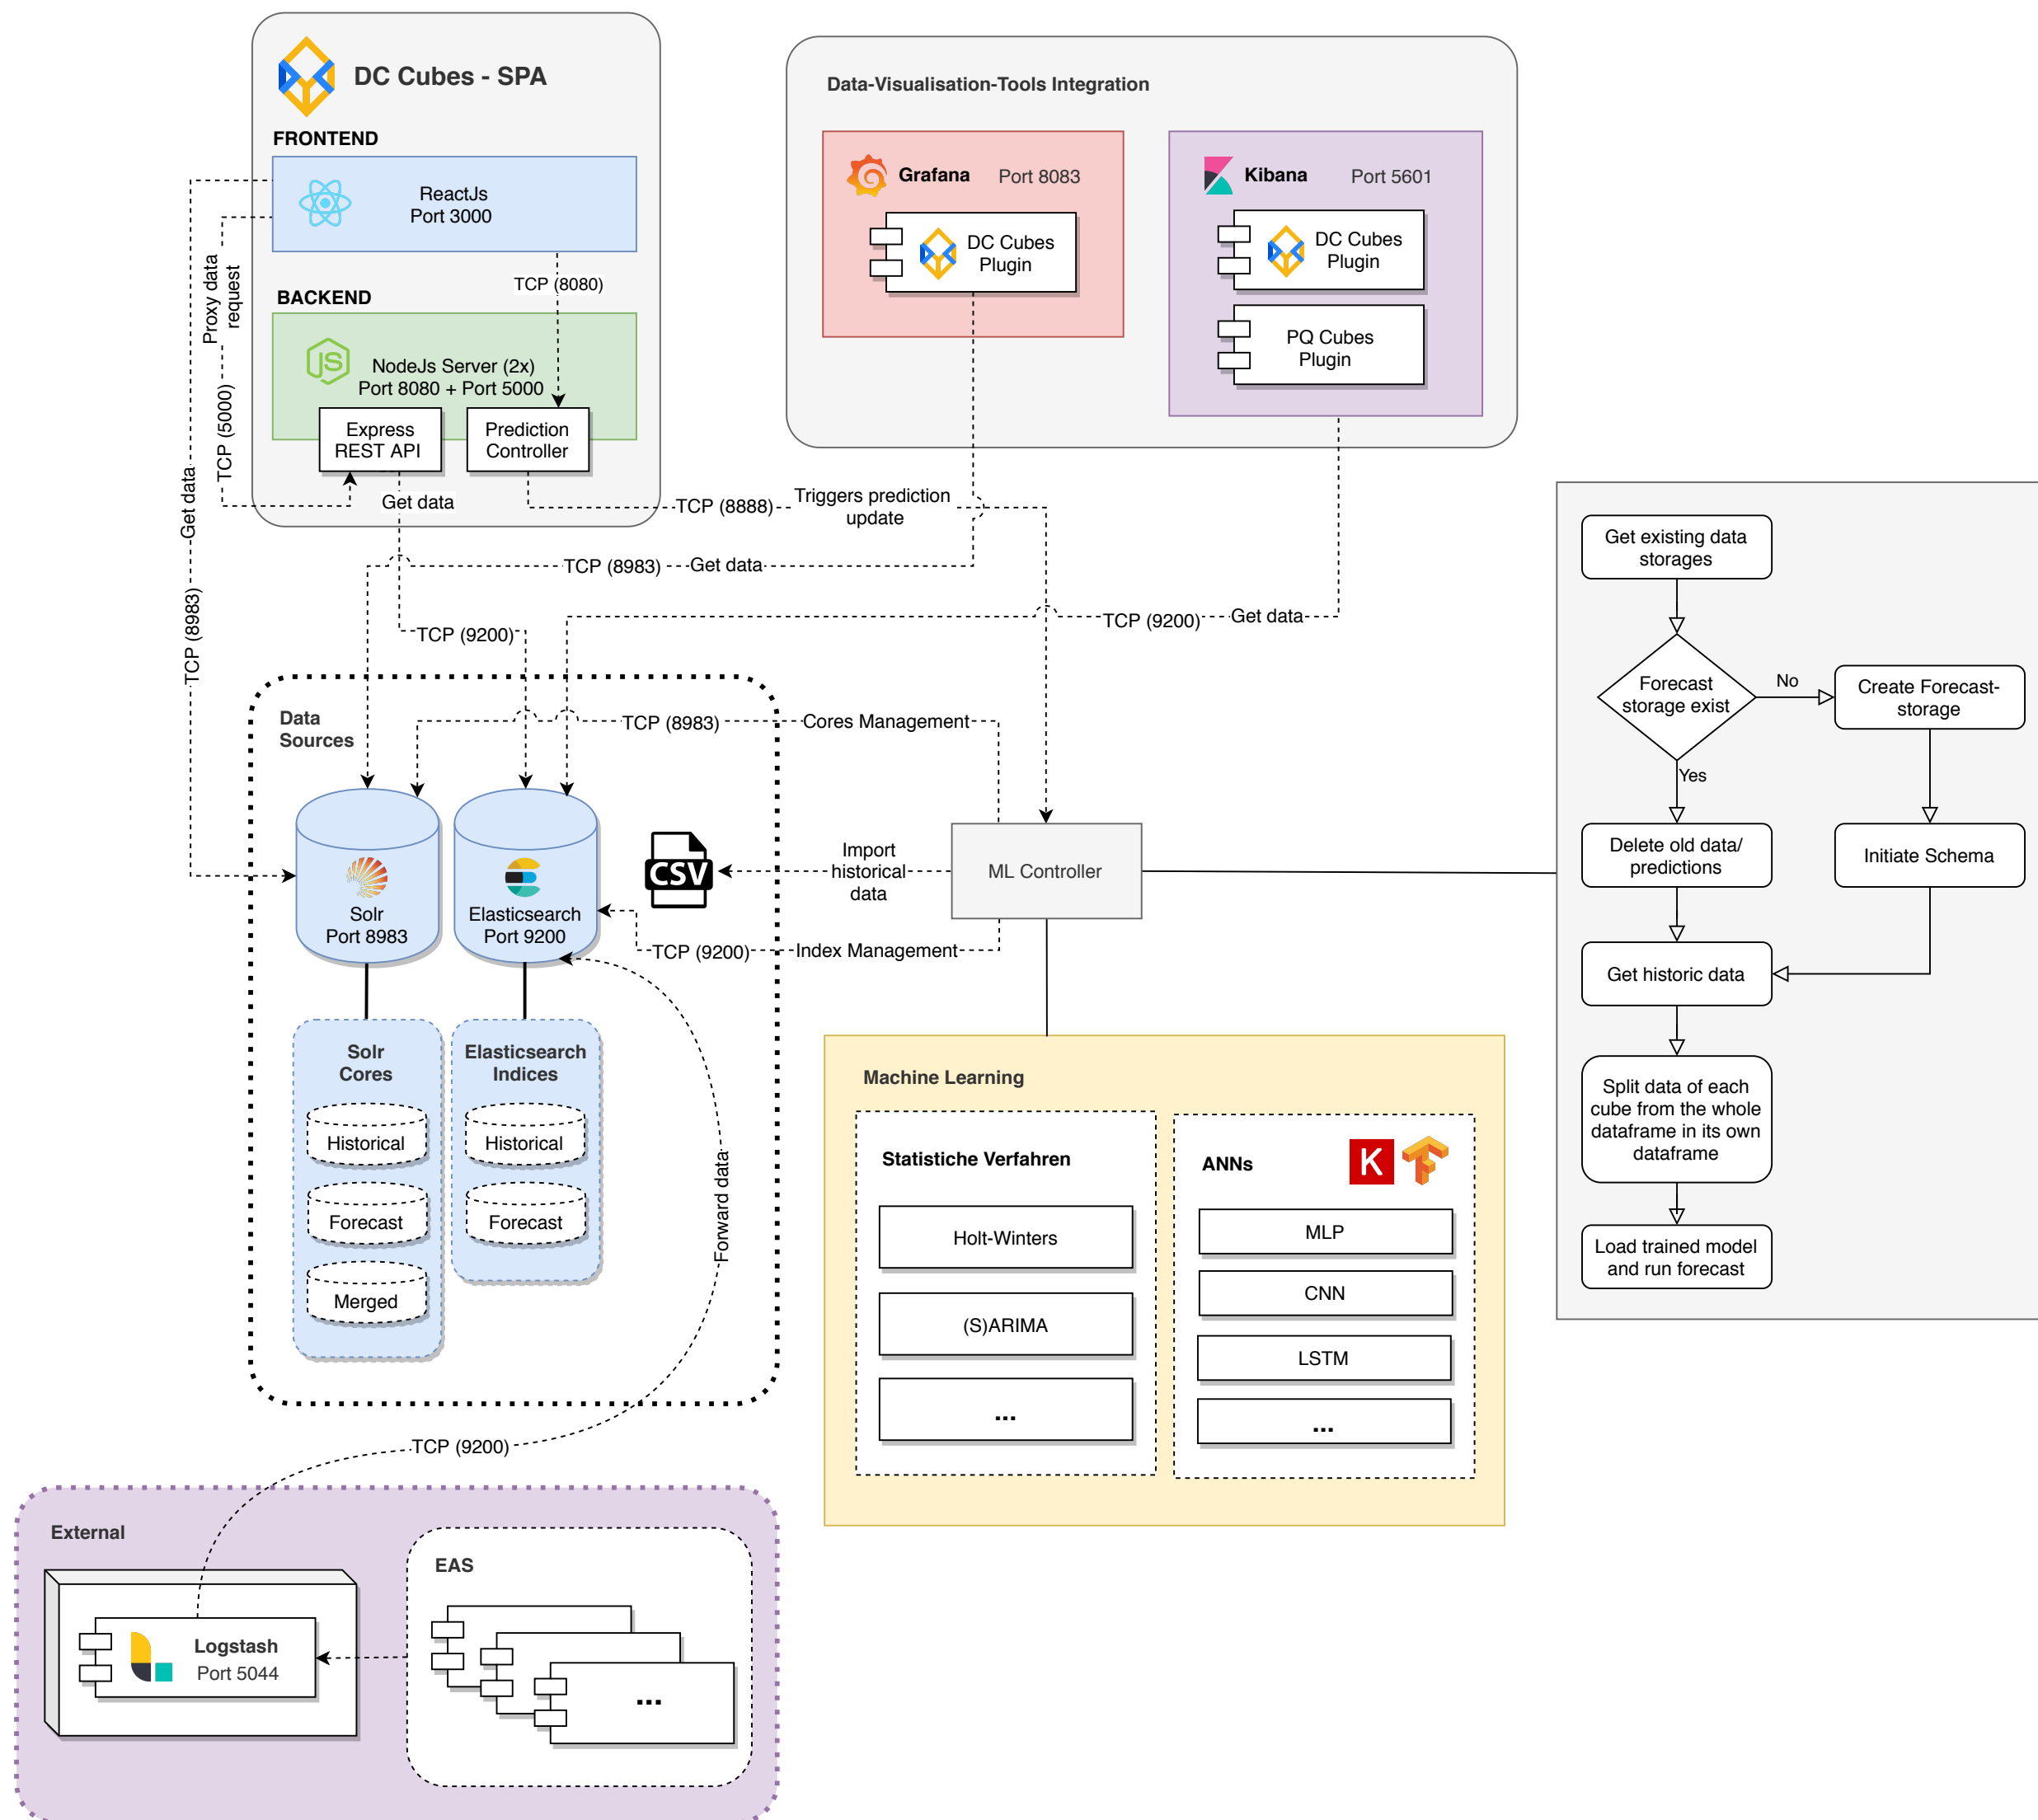 DC Cubes - SPA
FRONTEND
ReactJs
Port 3000
TCP (8080)
BACKEND
NodeJs Server (2x)
Port 8080 + Port 5000
Express
REST API
Prediction
Controller
Proxy data
request
TCP (5000)
Get data
TCP (8983)
Get data
TCP (9200)
TCP (8888)
Triggers prediction
update
Data-Visualisation-Tools Integration
Grafana
Port 8083
DC Cubes
Plugin
Kibana
Port 5601
DC Cubes
Plugin
PQ Cubes
Plugin
TCP (8983)
Get data
TCP (9200)
Get data
Data
Sources
TCP (8983)
Cores Management
Solr
Port 8983
Elasticsearch
Port 9200
CSV
Import
historical
data
ML Controller
TCP (9200)
Index Management
Solr
Cores
Historical
Forecast
Merged
Elasticsearch
Indices
Historical
Forecast
Forward data
TCP (9200)
Machine Learning
Statistiche Verfahren
Holt-Winters
(S)ARIMA
...
ANNs
K
MLP
CNN
LSTM
...
Get existing data
storages
Forecast
storage exist
No
Create Forecast-
storage
Yes
Delete old data/
predictions
Initiate Schema
Get historic data
Split data of each
cube from the whole
dataframe in its own
dataframe
Load trained model
and run forecast
External
Logstash
Port 5044
EAS
...